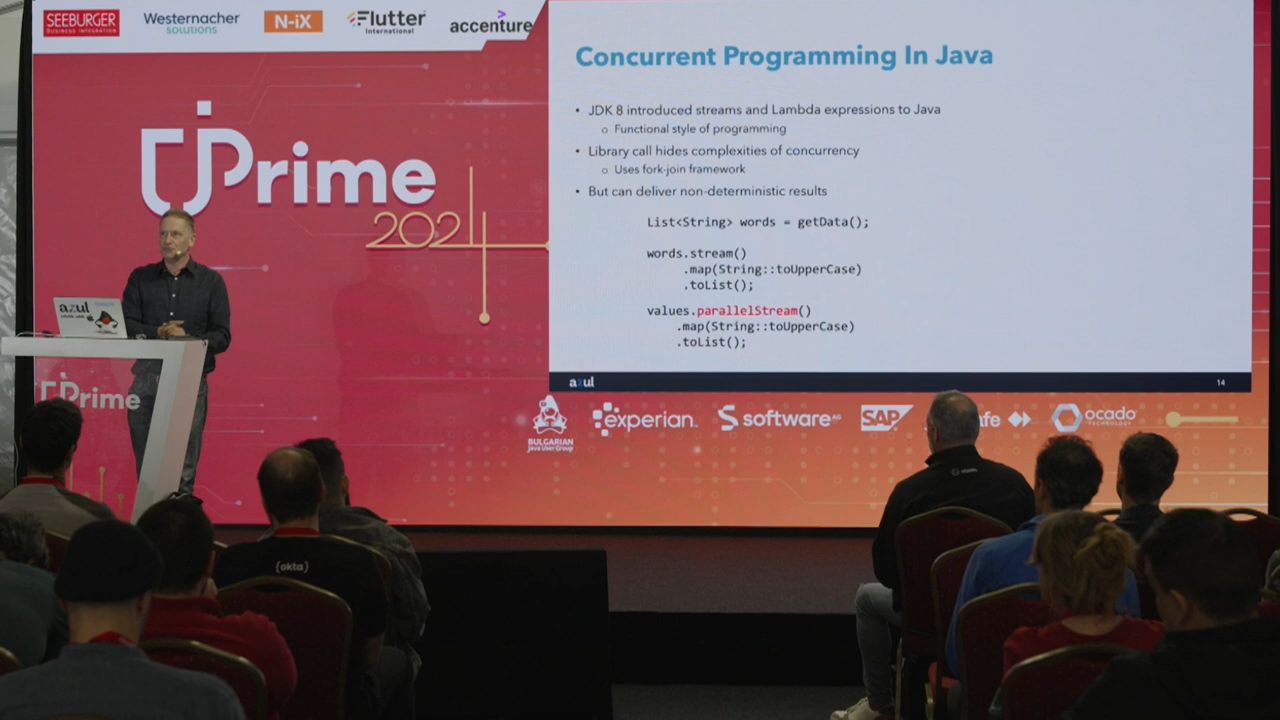 SEEBURGER
BUSINESS INTEGRATION
Westernacher
solutions
N-iX
Flutter
International
accenture
jPrime
2024
Concurrent Programming In Java
• JDK 8 introduced streams and Lambda expressions to Java
o Functional style of programming
• Library call hides complexities of concurrency
o Uses fork-join framework
• But can deliver non-deterministic results
List<String> words = getData();
words.stream()
.map(String::toUpperCase)
.toList();
values.parallelStream()
.map(String::toUpperCase)
.toList();
azul
14
azul
jPrime
BULGARIAN
Java User Group
experian.
software AG
SAP
ocado
TECHNOLOGY
(okta)